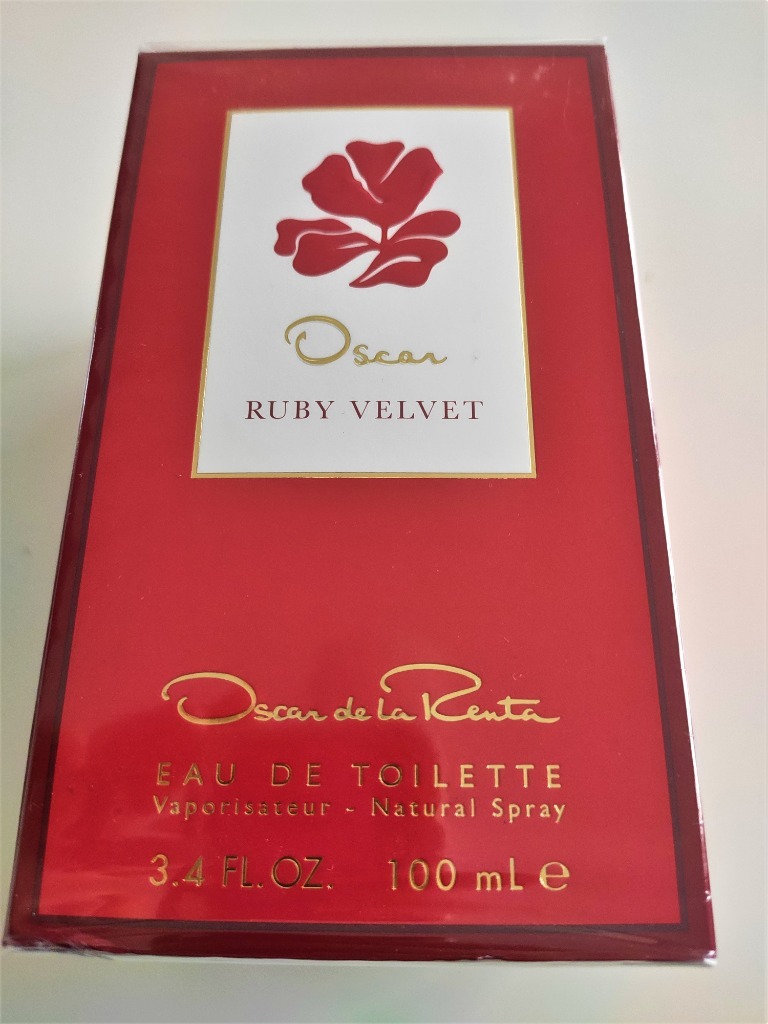 Oscar
RUBY VELVET
Oscar de la Renta
EAU DE TOILETTE
Vaporisateur - Natural Spray
3.4 FL. OZ. 100 mL e